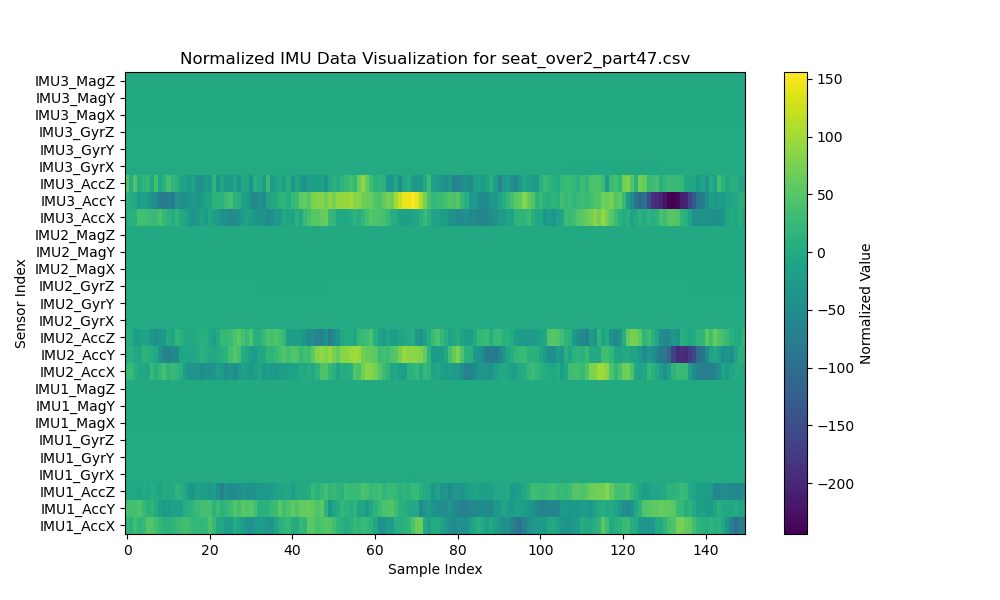 Normalized IMU Data Visualization for seat_over2_part47.csv
Sensor Index
IMU3_MagZ
IMU3_MagY
IMU3_MagX
IMU3_GyrZ
IMU3_GyrY
IMU3_GyrX
IMU3_AccZ
IMU3_AccY
IMU3_AccX
IMU2_MagZ
IMU2_MagY
IMU2_MagX
IMU2_GyrZ
IMU2_GyrY
IMU2_GyrX
IMU2_AccZ
IMU2_AccY
IMU2_AccX
IMU1_MagZ
IMU1_MagY
IMU1_MagX
IMU1_GyrZ
IMU1_GyrY
IMU1_GyrX
IMU1_AccZ
IMU1_AccY
IMU1_AccX
0 20 40 60 80 100 120 140
Sample Index
150
100
50
0
−50
−100
−150
−200
Normalized Value